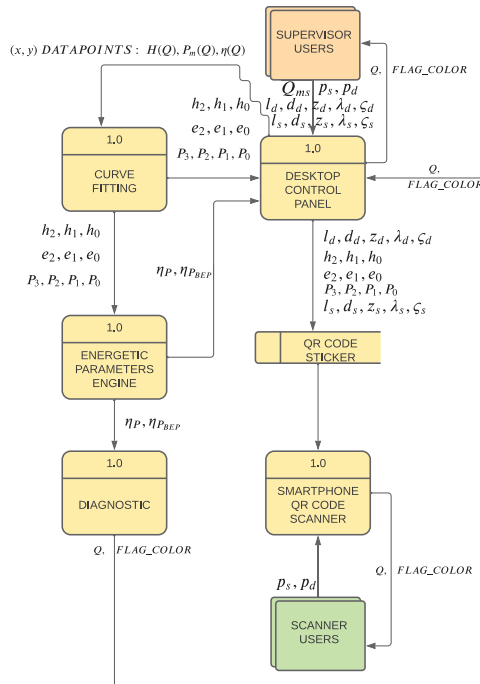 SUPERVISOR
USERS
(x, y) DATAPOINTS : H(Q), P_m(Q), η(Q)
Q, FLAG_COLOR
Q_ms p_s, p_d
l_d, d_d, z_d, λ_d, ς_d
l_s, d_s, z_s, λ_s, ς_s
h_2, h_1, h_0
e_2, e_1, e_0
P_3, P_2, P_1, P_0
1.0
CURVE
FITTING
1.0
DESKTOP
CONTROL
PANEL
Q,
FLAG_COLOR
h_2, h_1, h_0
e_2, e_1, e_0
P_3, P_2, P_1, P_0
η_P, η_P_BEP
l_d, d_d, z_d, λ_d, ς_d
h_2, h_1, h_0
e_2, e_1, e_0
P_3, P_2, P_1, P_0
l_s, d_s, z_s, λ_s, ς_s
1.0
ENERGETIC
PARAMETERS
ENGINE
QR CODE
STICKER
η_P, η_P_BEP
1.0
DIAGNOSTIC
1.0
SMARTPHONE
QR CODE
SCANNER
Q, FLAG_COLOR
Q, FLAG_COLOR
p_s, p_d
SCANNER
USERS